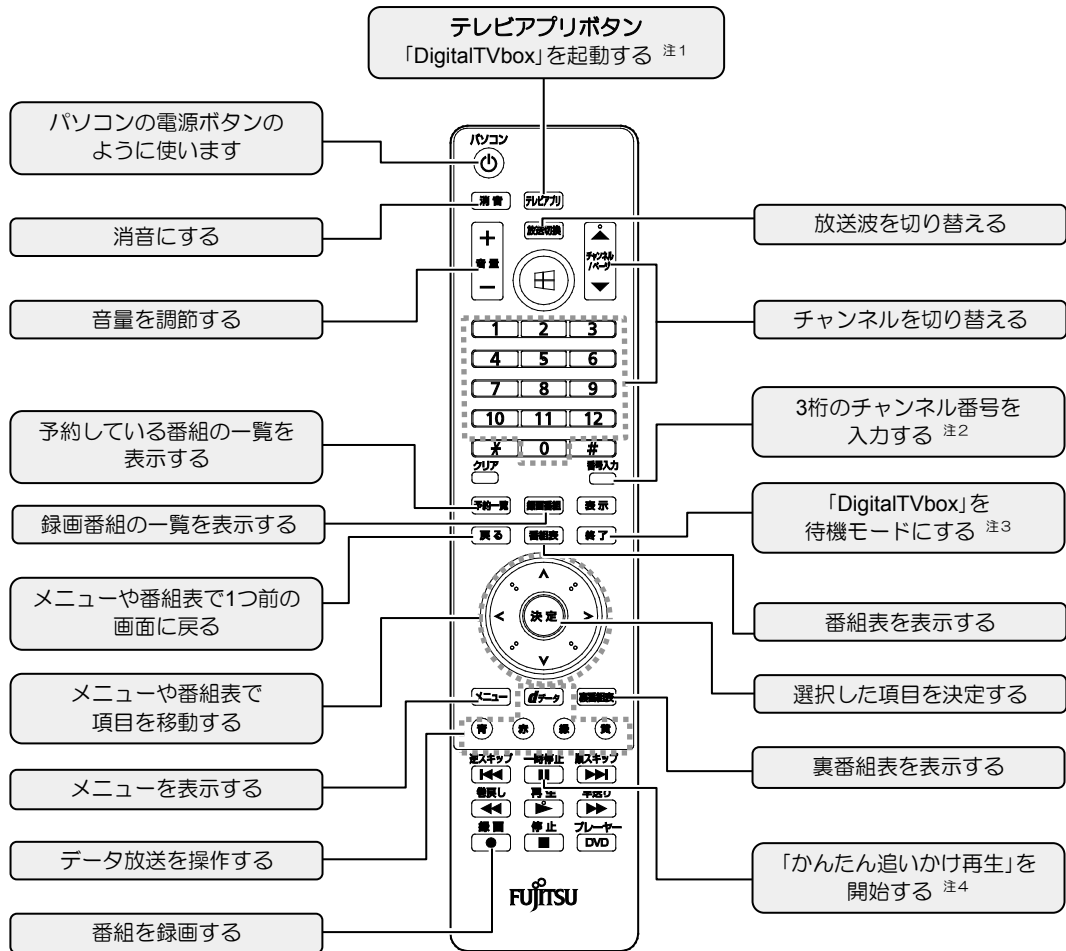 テレビアプリボタン
「DigitalTVbox」を起動する 注1
パソコンの電源ボタンの
ように使います
消音にする
音量を調節する
予約している番組の一覧を
表示する
録画番組の一覧を表示する
メニューや番組表で1つ前の
画面に戻る
メニューや番組表で
項目を移動する
メニューを表示する
データ放送を操作する
番組を録画する
パソコン
消音
テレビアプリ
放送切換
+
音量
−
チャンネル
/ページ
1 2 3
4 5 6
7 8 9
10 11 12
* 0 #
クリア
番号入力
予約一覧
録画番組
表示
戻る
番組表
終了
決定
メニュー
dデータ
裏番組表
青 赤 緑 黄
逆スキップ
一時停止
順スキップ
巻戻し
再生
早送り
録画
停止
プレーヤー
DVD
FUJITSU
放送波を切り替える
チャンネルを切り替える
3桁のチャンネル番号を
入力する 注2
「DigitalTVbox」を
待機モードにする 注3
番組表を表示する
選択した項目を決定する
裏番組表を表示する
「かんたん追いかけ再生」を
開始する 注4